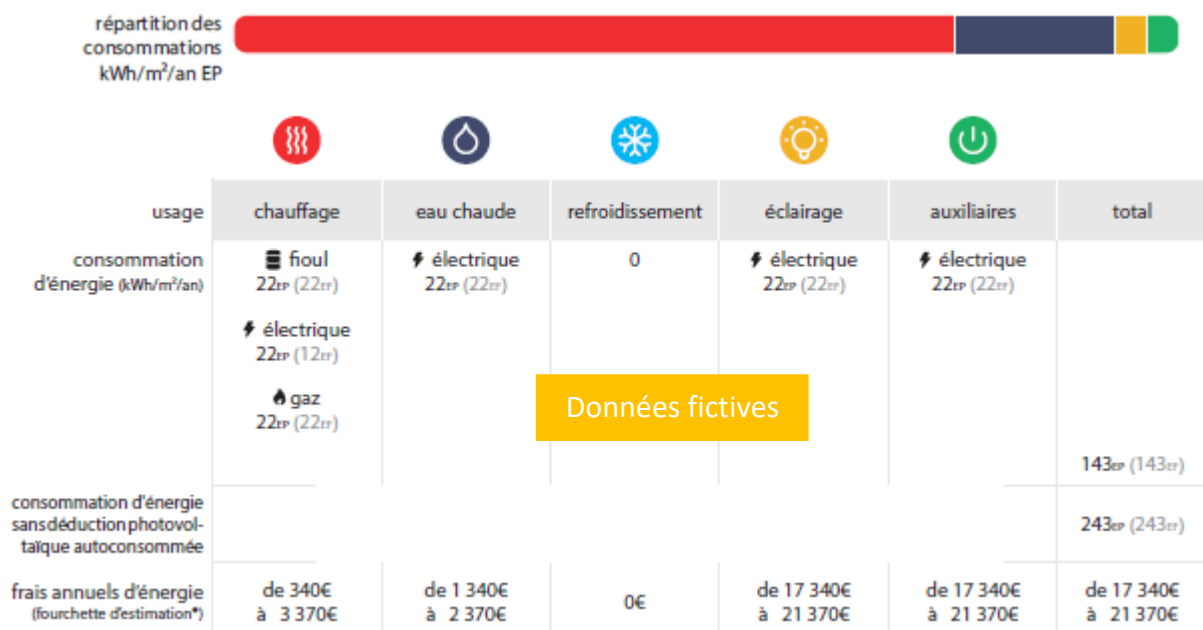 répartition des
consommations
kWh/m²/an EP
usage
chauffage
eau chaude
refroidissement
éclairage
auxiliaires
total
consommation
d'énergie (kWh/m²/an)
fioul
22EP (22EF)
électrique
22EP (12EF)
gaz
22EP (22EF)
électrique
22EP (22EF)
0
électrique
22EP (22EF)
électrique
22EP (22EF)
Données fictives
143EP (143EF)
consommation d'énergie
sans déduction photovol-
taïque autoconsommée
243EP (243EF)
frais annuels d'énergie
(fourchette d'estimation*)
de 340€
à 3 370€
de 1 340€
à 2 370€
0€
de 17 340€
à 21 370€
de 17 340€
à 21 370€
de 17 340€
à 21 370€